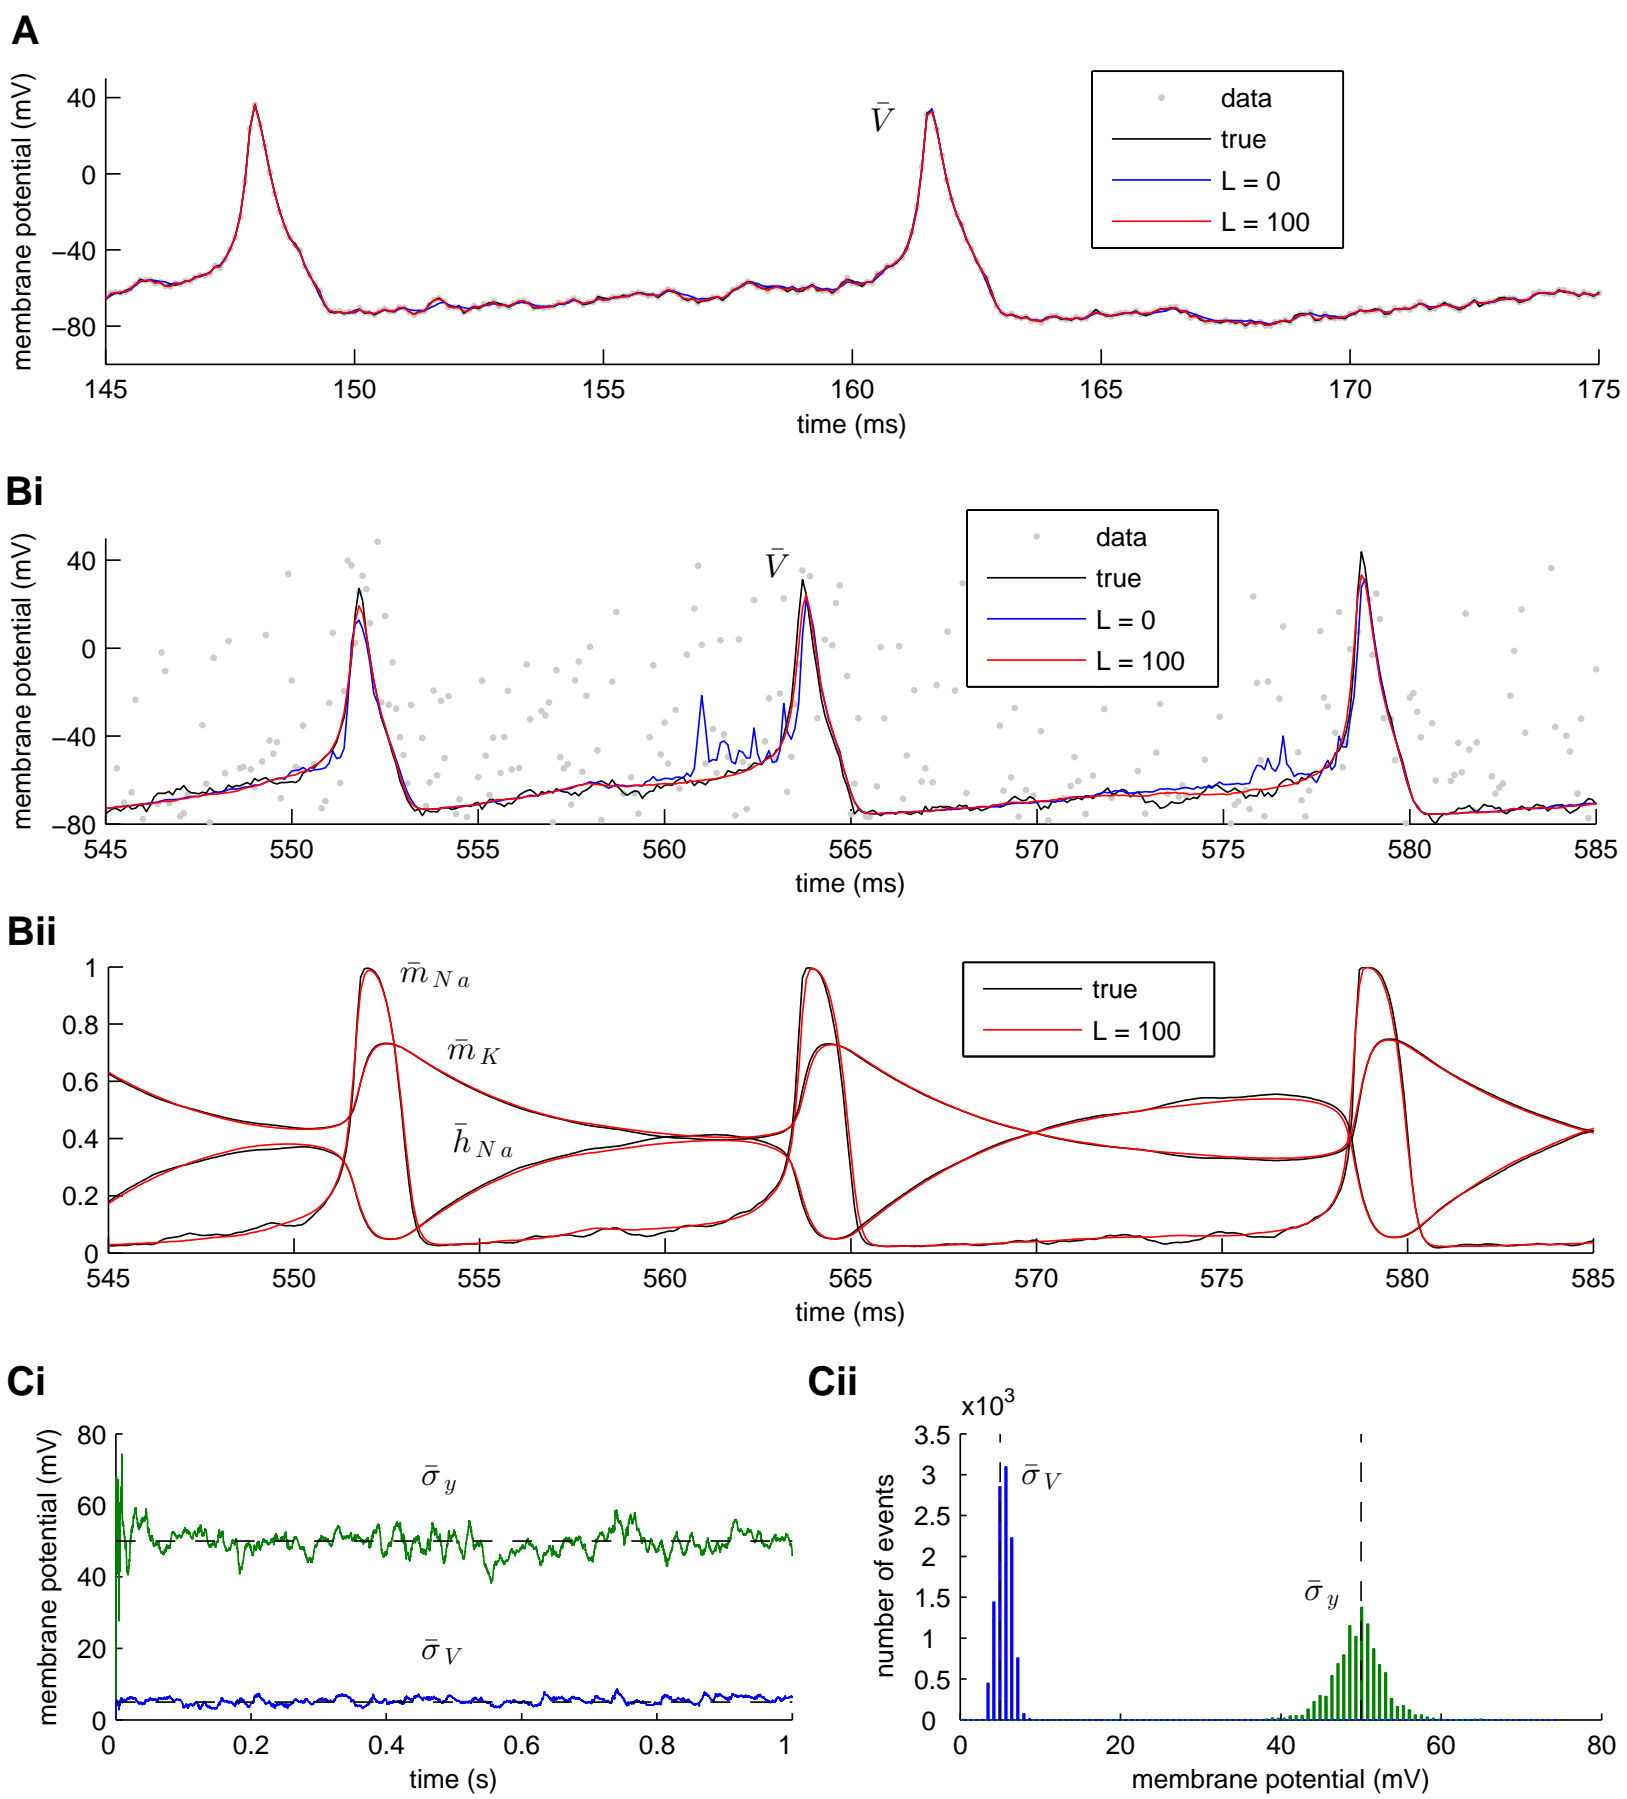 A
membrane potential (mV)
40
0
−40
−80
V̄
data
true
L = 0
L = 100
145 150 155 160 165 170 175
time (ms)
Bi
membrane potential (mV)
40
0
−40
−80
V̄
data
true
L = 0
L = 100
545 550 555 560 565 570 575 580 585
time (ms)
Bii
1
0.8
0.6
0.4
0.2
0
m̄ Na
m̄ K
h̄ Na
true
L = 100
545 550 555 560 565 570 575 580 585
time (ms)
Ci
membrane potential (mV)
80
60
40
20
0
σ̄ y
σ̄ V
0 0.2 0.4 0.6 0.8 1
time (s)
Cii
x10³
number of events
3.5
3
2.5
2
1.5
1
0.5
0
σ̄ V
σ̄ y
0 20 40 60 80
membrane potential (mV)